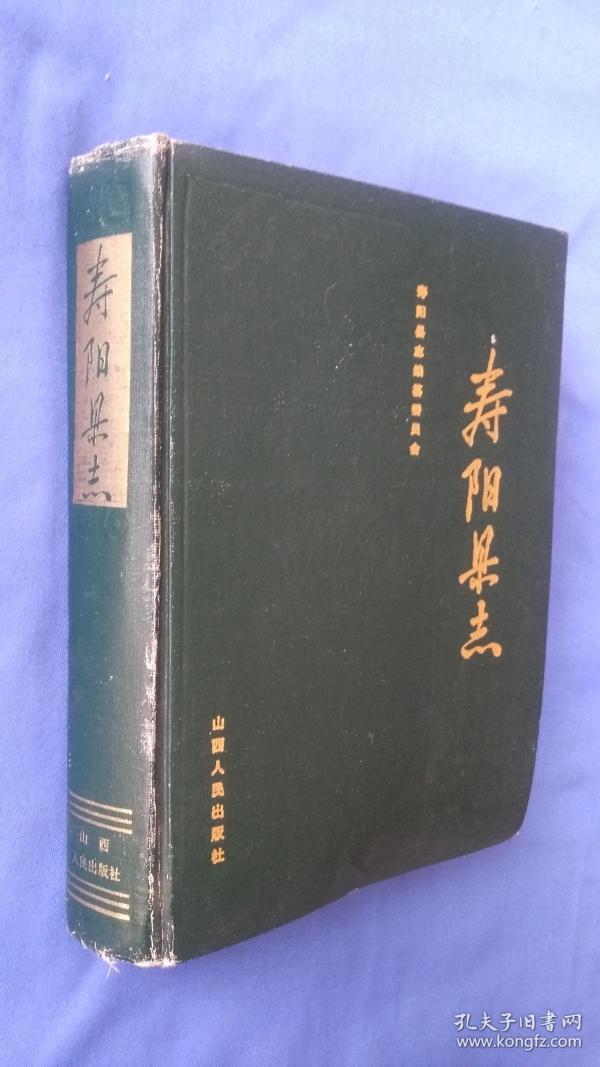 寿阳县志
寿阳县志编纂委员会
山西人民出版社
寿阳县志
山西
人民出版社
孔夫子旧书网
www.kongfz.com